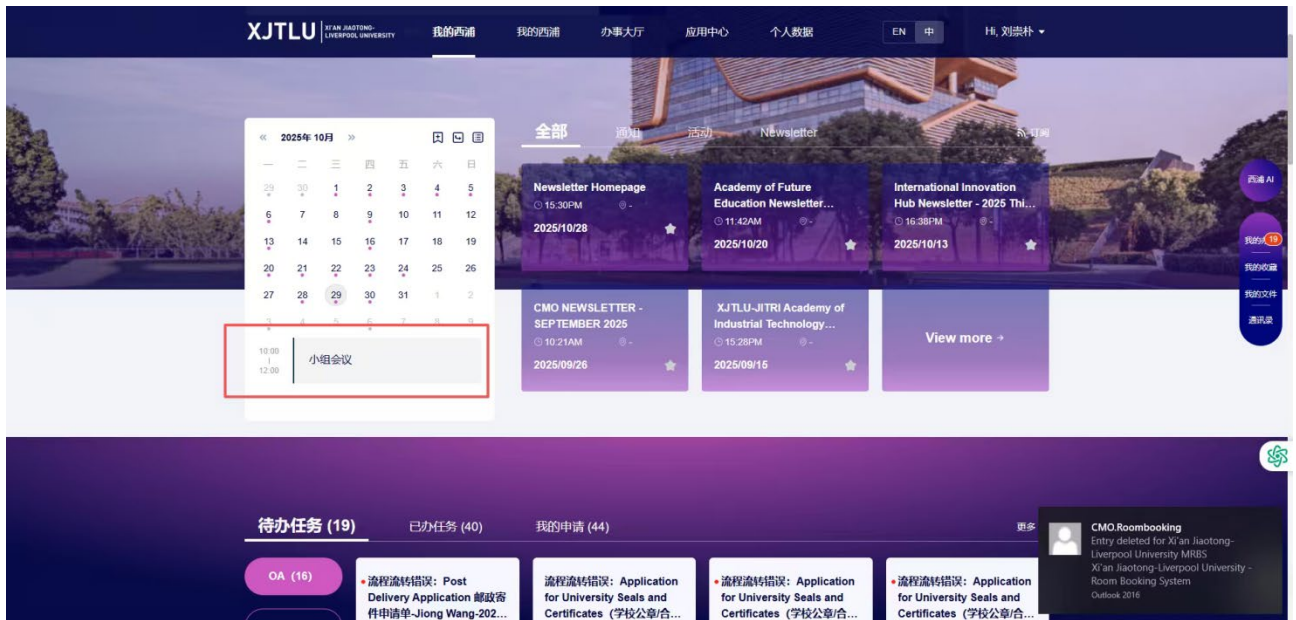 XJTLU XI'AN JIAOTONG-
LIVERPOOL UNIVERSITY
我的西浦
我的西浦
办事大厅
应用中心
个人数据
EN 中
Hi, 刘崇朴
« 2025年 10月 »
一 二 三 四 五 六 日
29 30 1 2 3 4 5
6 7 8 9 10 11 12
13 14 15 16 17 18 19
20 21 22 23 24 25 26
27 28 29 30 31 1 2
3 4 5 6 7 8 9
10:00
12:00
小组会议
全部
通知
活动
Newsletter
订阅
Newsletter Homepage
15:30PM -
2025/10/28
Academy of Future
Education Newsletter...
11:42AM -
2025/10/20
International Innovation
Hub Newsletter - 2025 Thi...
16:38PM -
2025/10/13
CMO NEWSLETTER -
SEPTEMBER 2025
10:21AM -
2025/09/26
XJTLU-JITRI Academy of
Industrial Technology...
15:28PM -
2025/09/15
View more →
西浦 AI
19
我的收藏
我的文件
通讯录
待办任务 (19)
已办任务 (40)
我的申请 (44)
更多
OA (16)
流程流转错误：Post
Delivery Application 邮政寄
件申请单-Jiong Wang-202...
流程流转错误：Application
for University Seals and
Certificates（学校公章/合...
流程流转错误：Application
for University Seals and
Certificates（学校公章/合...
流程流转错误：Application
for University Seals and
Certificates（学校公章/合...
CMO.Roombooking
Entry deleted for Xi'an Jiaotong-
Liverpool University MRBS
Xi'an Jiaotong-Liverpool University -
Room Booking System
Outlook 2016